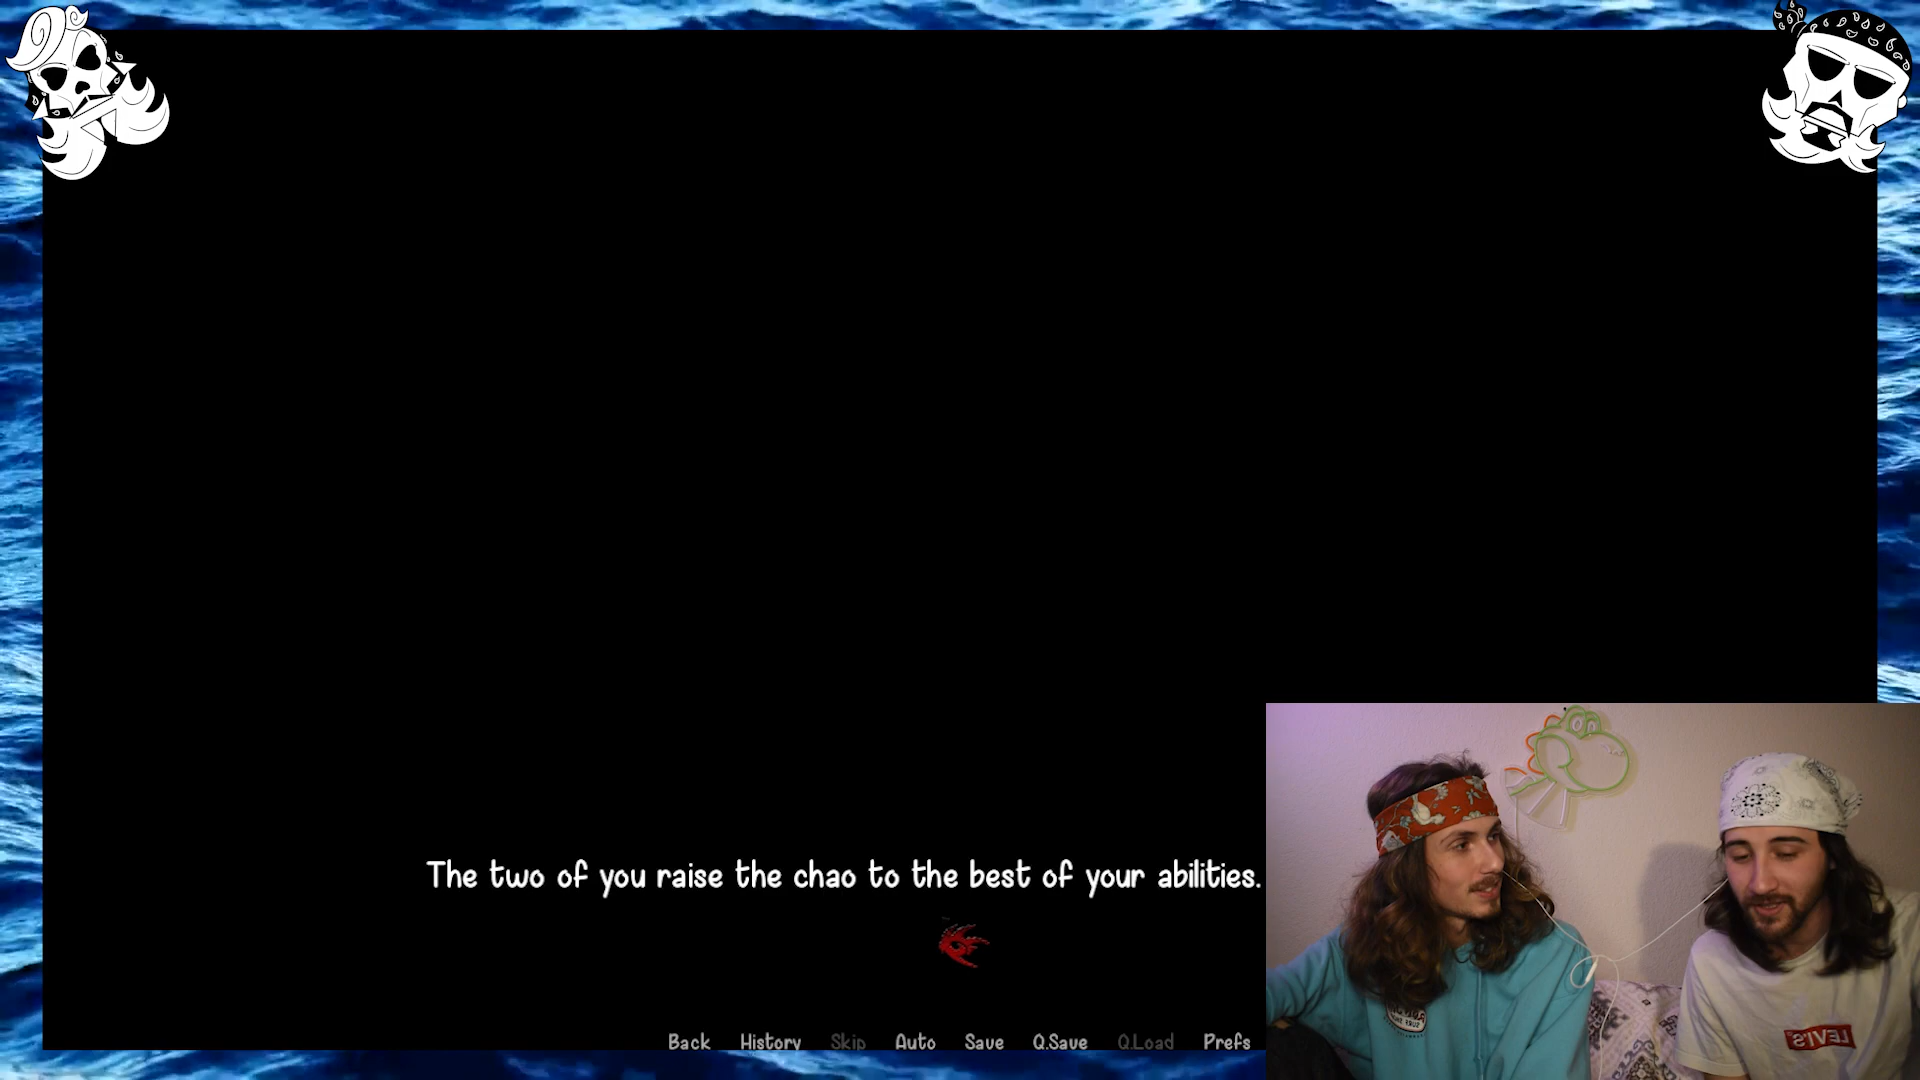 The two of you raise the chao to the best of your abilities.
Back History Skip Auto Save Q.Save Q.Load Prefs
LEVI'S